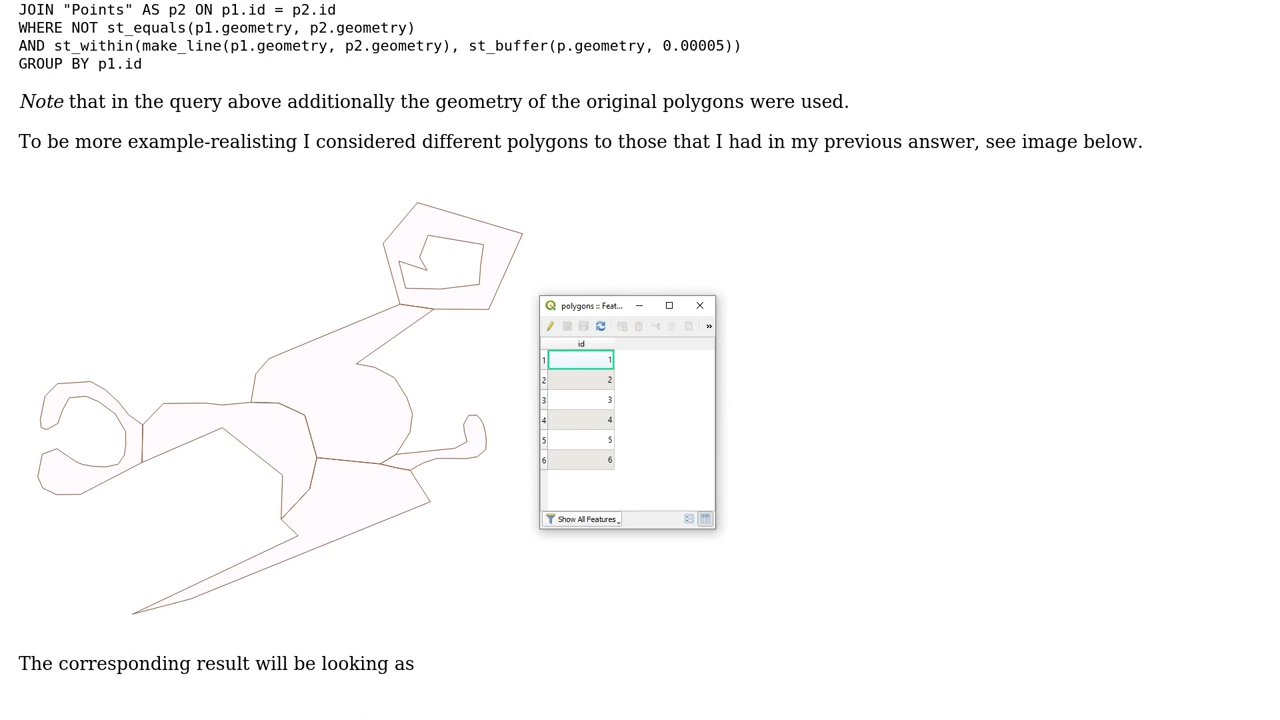 JOIN "Points" AS p2 ON p1.id = p2.id
WHERE NOT st_equals(p1.geometry, p2.geometry)
AND st_within(make_line(p1.geometry, p2.geometry), st_buffer(p.geometry, 0.00005))
GROUP BY p1.id
Note that in the query above additionally the geometry of the original polygons were used.
To be more example-realisting I considered different polygons to those that I had in my previous answer, see image below.
polygons :: Feat...
»
id
1 1
2 2
3 3
4 4
5 5
6 6
Show All Features
The corresponding result will be looking as